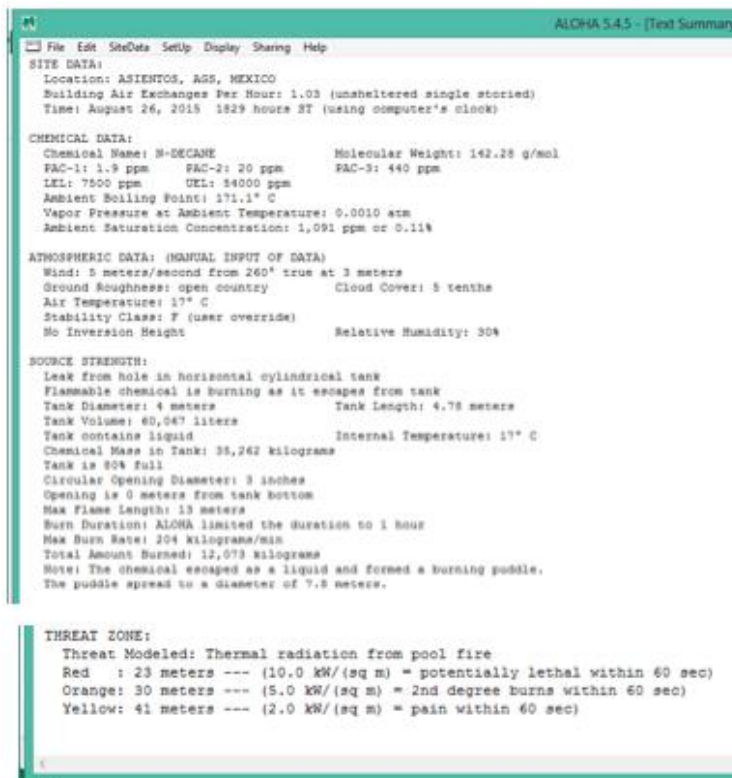 ALOHA 5.4.5 - [Text Summary
File Edit SiteData SetUp Display Sharing Help
SITE DATA:
Location: ASIENTOS, AGS, MEXICO
Building Air Exchanges Per Hour: 1.03 (unsheltered single storied)
Time: August 26, 2015 1829 hours ST (using computer's clock)
CHEMICAL DATA:
Chemical Name: N-DECANE Molecular Weight: 142.28 g/mol
PAC-1: 1.9 ppm PAC-2: 20 ppm PAC-3: 440 ppm
LEL: 7500 ppm UEL: 54000 ppm
Ambient Boiling Point: 171.1° C
Vapor Pressure at Ambient Temperature: 0.0010 atm
Ambient Saturation Concentration: 1,091 ppm or 0.11%
ATMOSPHERIC DATA: (MANUAL INPUT OF DATA)
Wind: 5 meters/second from 260° true at 3 meters
Ground Roughness: open country Cloud Cover: 5 tenths
Air Temperature: 17° C
Stability Class: F (user override)
No Inversion Height Relative Humidity: 30%
SOURCE STRENGTH:
Leak from hole in horizontal cylindrical tank
Flammable chemical is burning as it escapes from tank
Tank Diameter: 4 meters Tank Length: 4.78 meters
Tank Volume: 60,067 liters
Tank contains liquid Internal Temperature: 17° C
Chemical Mass in Tank: 35,262 kilograms
Tank is 80% full
Circular Opening Diameter: 3 inches
Opening is 0 meters from tank bottom
Max Flame Length: 13 meters
Burn Duration: ALOHA limited the duration to 1 hour
Max Burn Rate: 204 kilograms/min
Total Amount Burned: 12,073 kilograms
Note: The chemical escaped as a liquid and formed a burning puddle.
The puddle spread to a diameter of 7.8 meters.
THREAT ZONE:
Threat Modeled: Thermal radiation from pool fire
Red : 23 meters --- (10.0 kW/(sq m) = potentially lethal within 60 sec)
Orange: 30 meters --- (5.0 kW/(sq m) = 2nd degree burns within 60 sec)
Yellow: 41 meters --- (2.0 kW/(sq m) = pain within 60 sec)